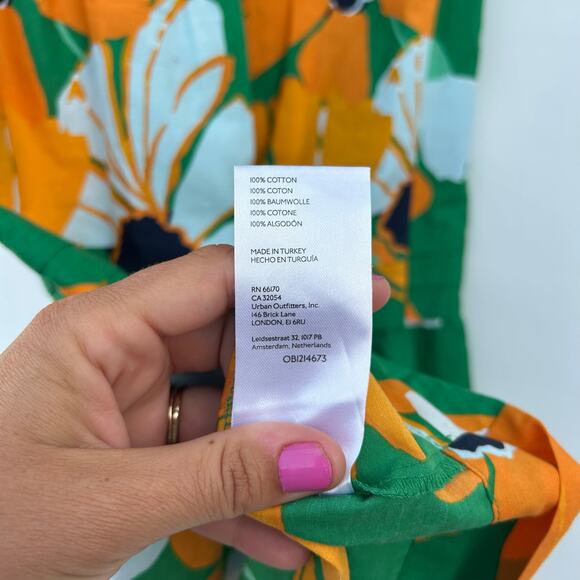 100% COTTON
100% COTON
100% BAUMWOLLE
100% COTONE
100% ALGODÓN
MADE IN TURKEY
HECHO EN TURQUÍA
RN 66170
CA 32054
Urban Outfitters, Inc.
146 Brick Lane
LONDON, E1 6RU
Leidsestraat 32, 1017 PB
Amsterdam, Netherlands
OB1214673